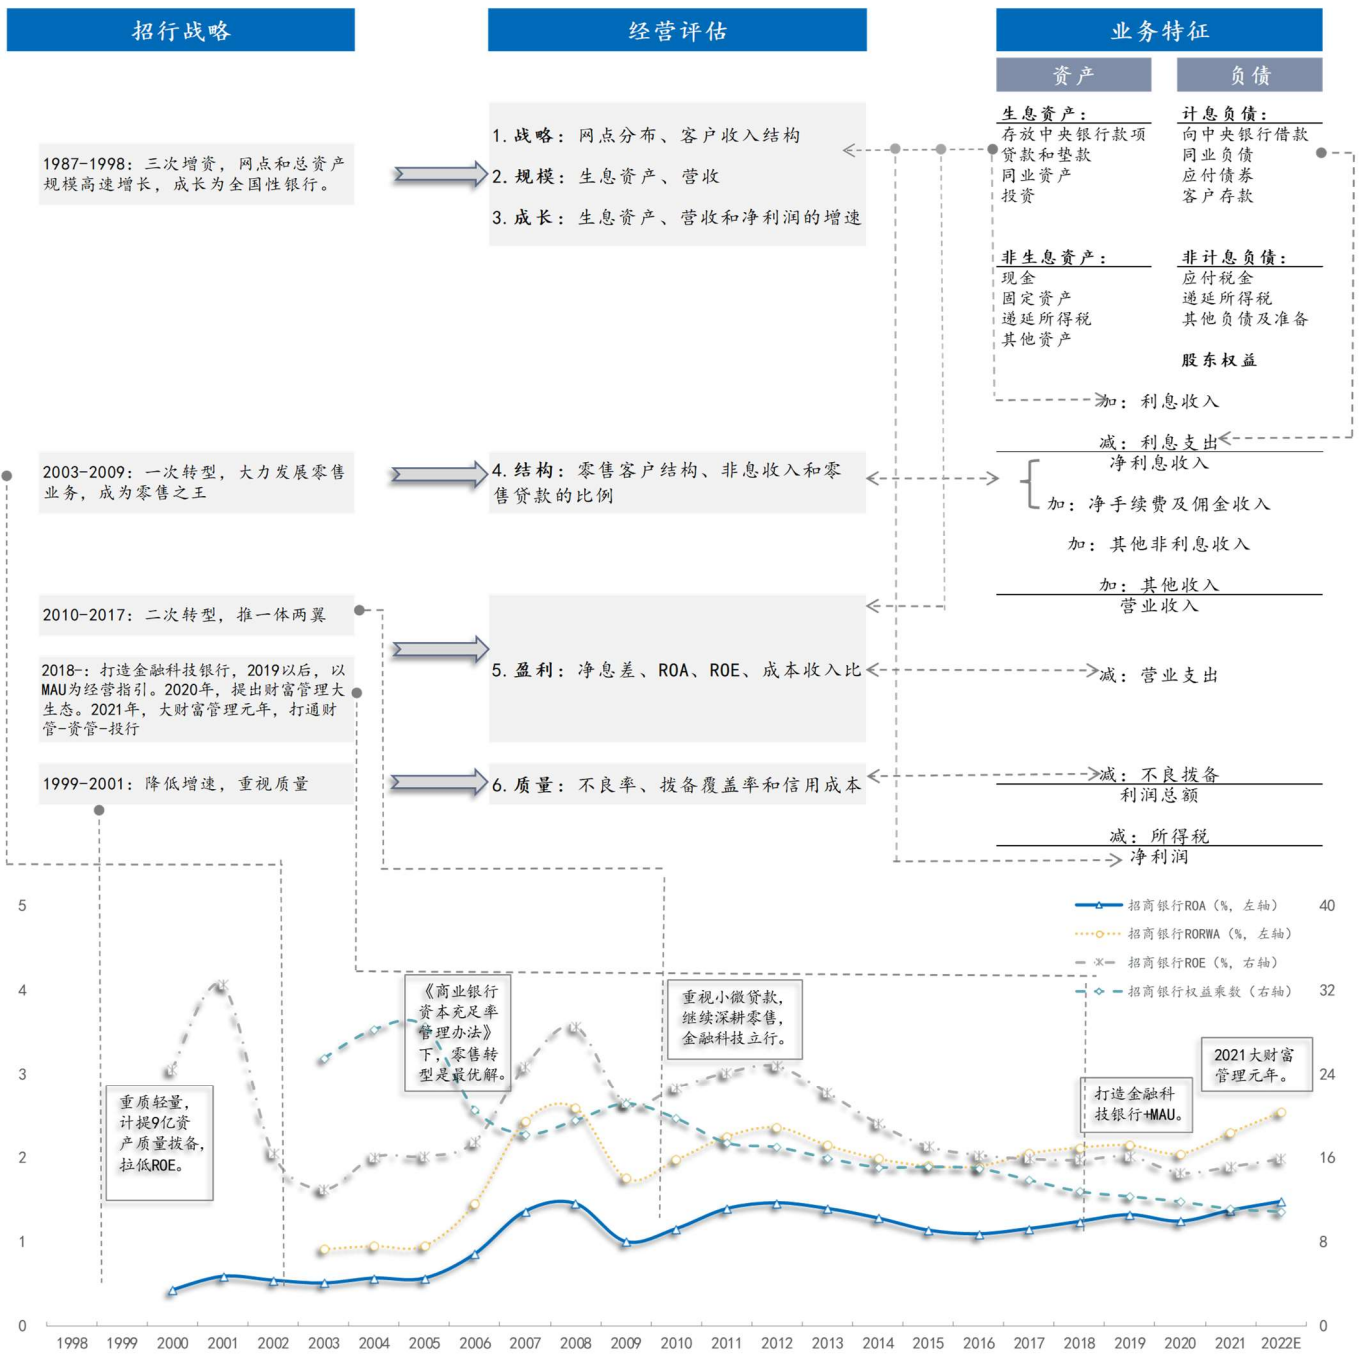 招行战略
经营评估
业务特征
资产
负债
1987-1998：三次增资，网点和总资产
规模高速增长，成长为全国性银行。
1.战略：网点分布、客户收入结构
2.规模：生息资产、营收
3.成长：生息资产、营收和净利润的增速
生息资产：
存放中央银行款项
贷款和垫款
同业资产
投资
计息负债：
向中央银行借款
同业负债
应付债券
客户存款
非生息资产：
现金
固定资产
递延所得税
其他资产
非计息负债：
应付税金
递延所得税
其他负债及准备
股东权益
加：利息收入
减：利息支出
净利息收入
加：净手续费及佣金收入
加：其他非利息收入
加：其他收入
营业收入
减：营业支出
减：不良拨备
利润总额
减：所得税
净利润
2003-2009：一次转型，大力发展零售
业务，成为零售之王
4.结构：零售客户结构、非息收入和零
售贷款的比例
2010-2017：二次转型，推一体两翼
2018-：打造金融科技银行，2019以后，以
MAU为经营指引。2020年，提出财富管理大
生态。2021年，大财富管理元年，打通财
管-资管-投行
5.盈利：净息差、ROA、ROE、成本收入比
1999-2001：降低增速，重视质量
6.质量：不良率、拨备覆盖率和信用成本
5
4
3
2
1
0
40
32
24
16
8
0
招商银行ROA（%，左轴）
招商银行RORWA（%，左轴）
招商银行ROE（%，右轴）
招商银行权益乘数（右轴）
重质轻量，
计提9亿资
产质量拨备，
拉低ROE。
《商业银行
资本充足率
管理办法》
下，零售转
型是最优解。
重视小微贷款，
继续深耕零售，
金融科技立行。
打造金融科
技银行+MAU。
2021大财富
管理元年。
1998 1999 2000 2001 2002 2003 2004 2005 2006 2007 2008 2009 2010 2011 2012 2013 2014 2015 2016 2017 2018 2019 2020 2021 2022E